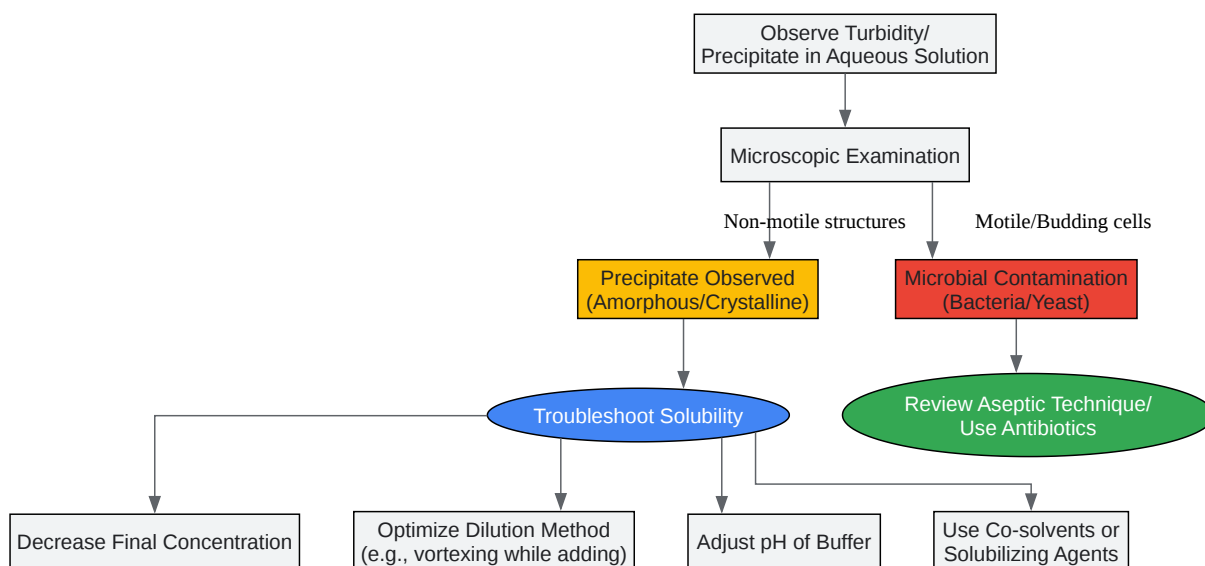 Observe Turbidity/
Precipitate in Aqueous Solution
Microscopic Examination
Non-motile structures
Motile/Budding cells
Precipitate Observed
(Amorphous/Crystalline)
Microbial Contamination
(Bacteria/Yeast)
Troubleshoot Solubility
Review Aseptic Technique/
Use Antibiotics
Decrease Final Concentration
Optimize Dilution Method
(e.g., vortexing while adding)
Adjust pH of Buffer
Use Co-solvents or
Solubilizing Agents